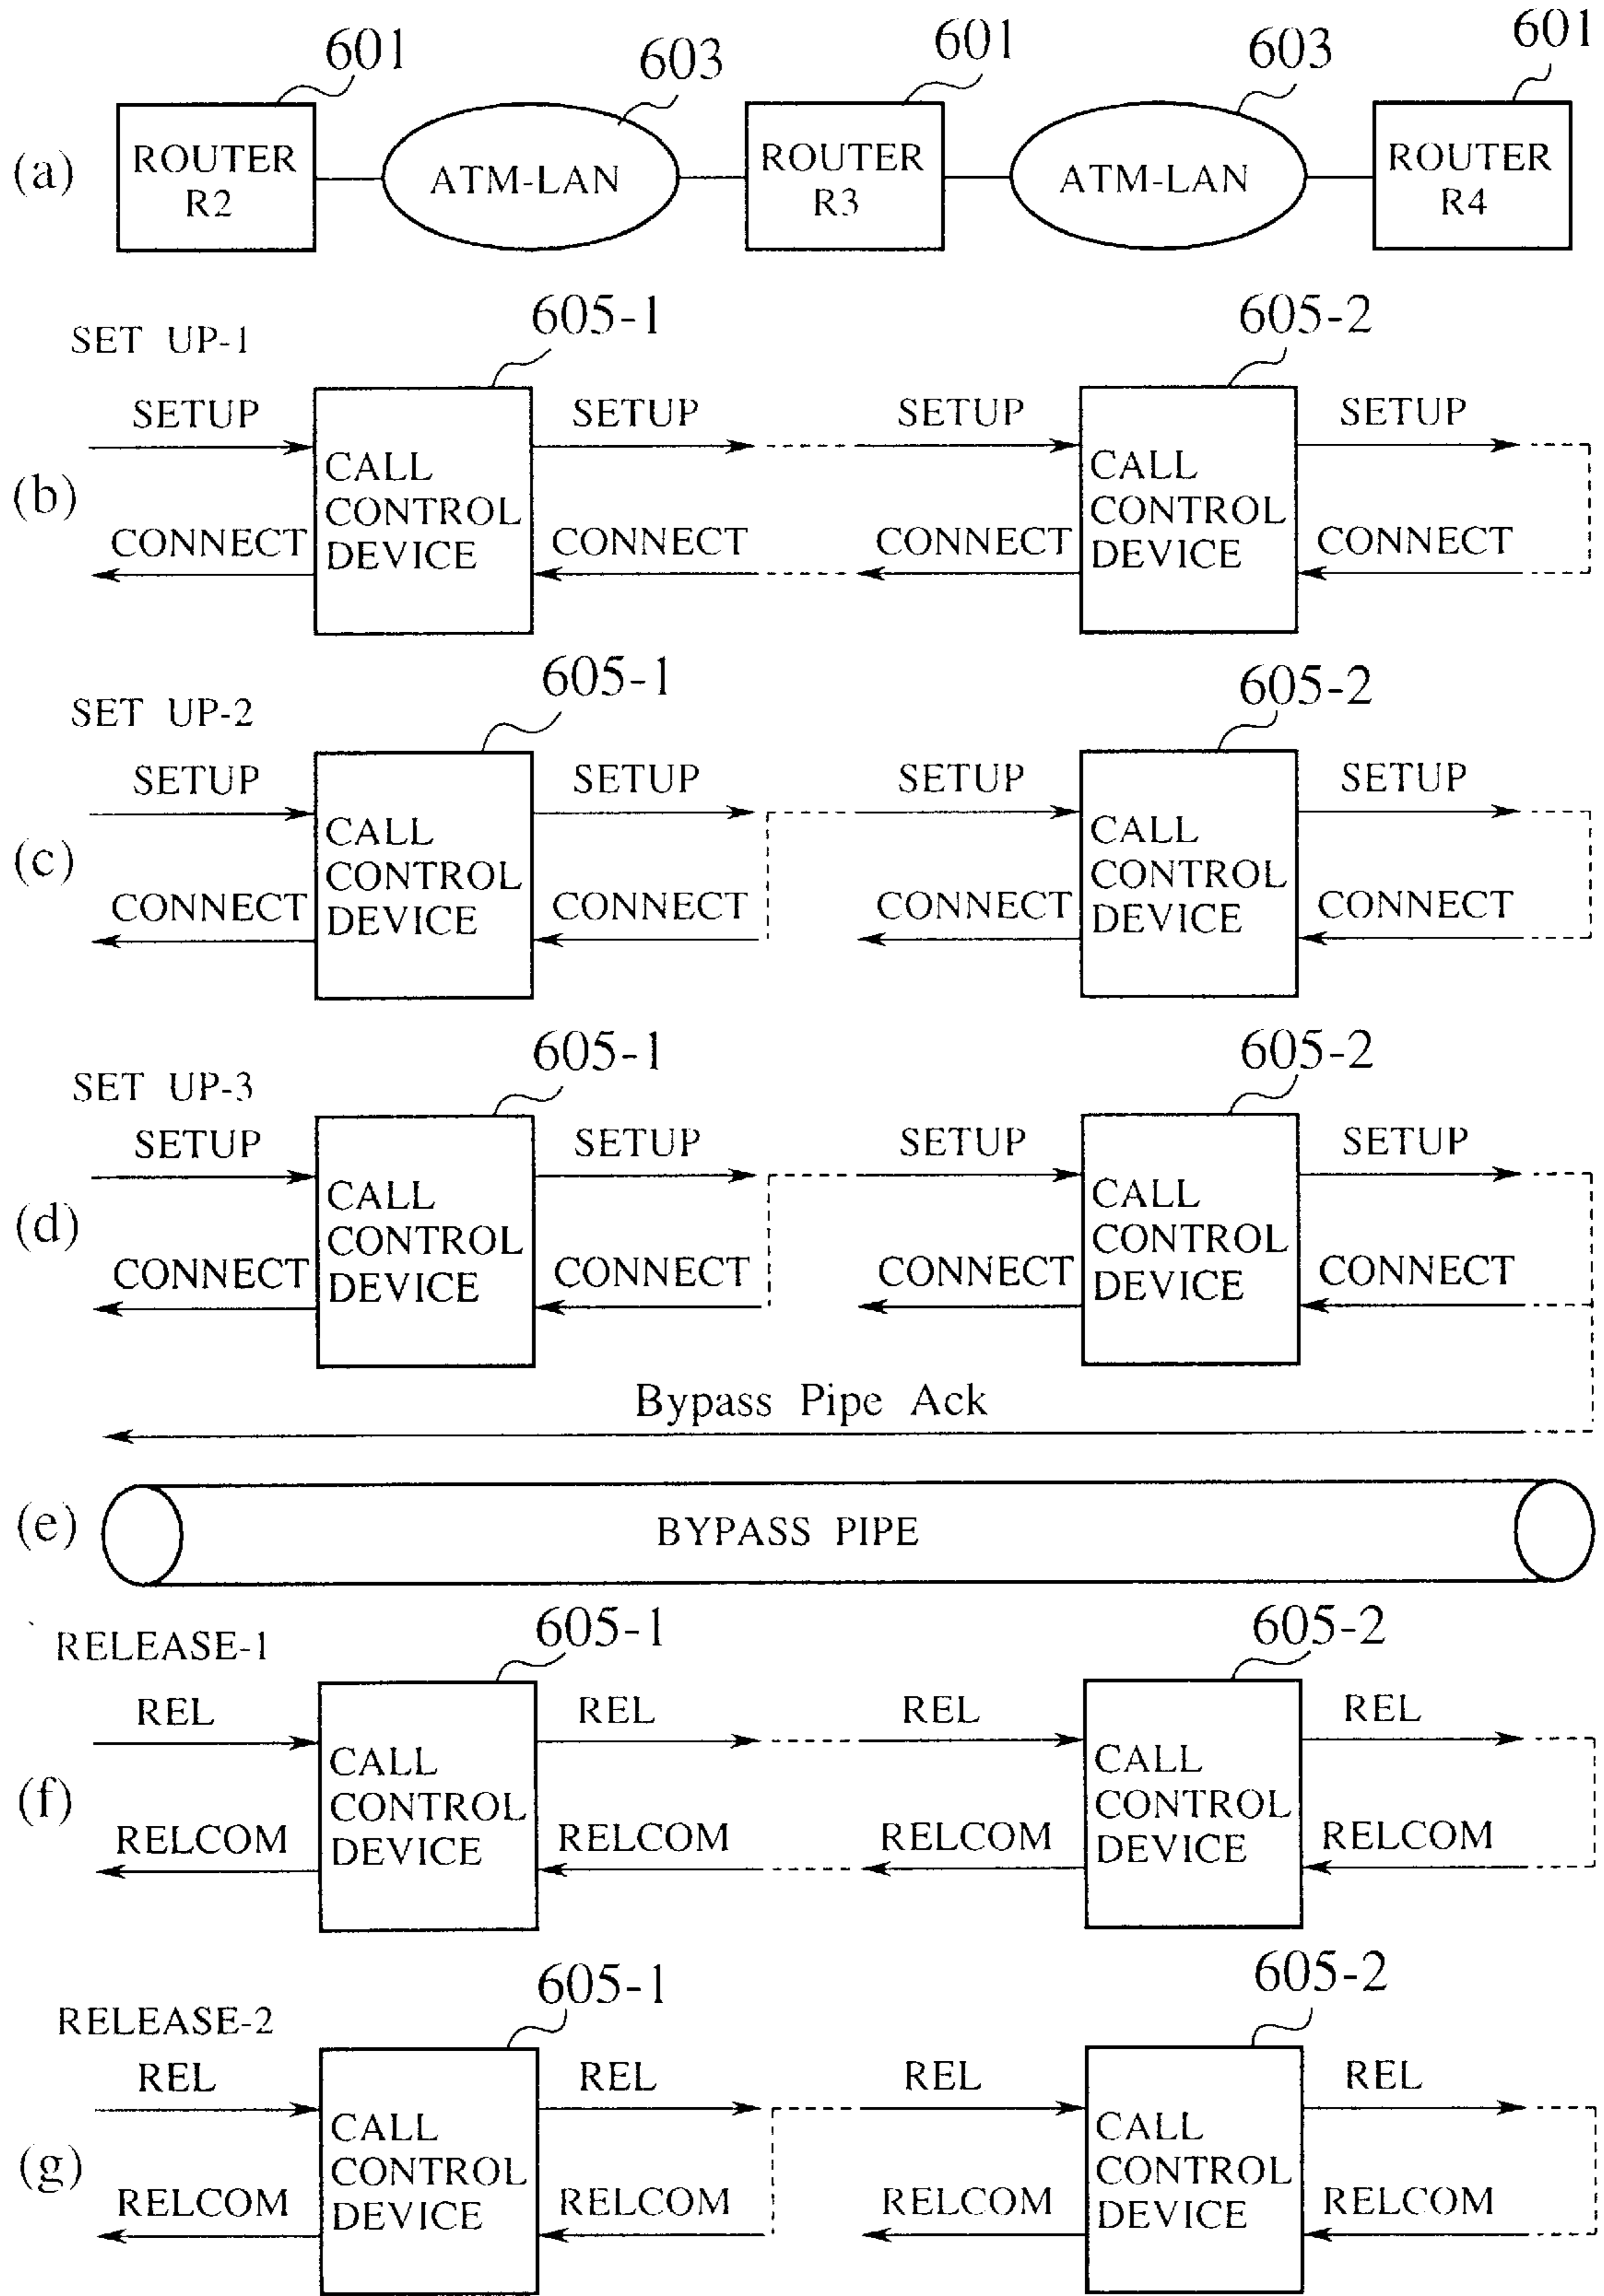 601 603 601 603 601
(a) ROUTER R2 ATM-LAN ROUTER R3 ATM-LAN ROUTER R4
SET UP-1 605-1 605-2
SETUP SETUP SETUP SETUP
(b) CALL CONTROL DEVICE CALL CONTROL DEVICE
CONNECT CONNECT CONNECT CONNECT
SET UP-2 605-1 605-2
SETUP SETUP SETUP SETUP
(c) CALL CONTROL DEVICE CALL CONTROL DEVICE
CONNECT CONNECT CONNECT CONNECT
SET UP-3 605-1 605-2
SETUP SETUP SETUP SETUP
(d) CALL CONTROL DEVICE CALL CONTROL DEVICE
CONNECT CONNECT CONNECT CONNECT
Bypass Pipe Ack
(e) BYPASS PIPE
RELEASE-1 605-1 605-2
REL REL REL REL
(f) CALL CONTROL DEVICE CALL CONTROL DEVICE
RELCOM RELCOM RELCOM RELCOM
RELEASE-2 605-1 605-2
REL REL REL REL
(g) CALL CONTROL DEVICE CALL CONTROL DEVICE
RELCOM RELCOM RELCOM RELCOM